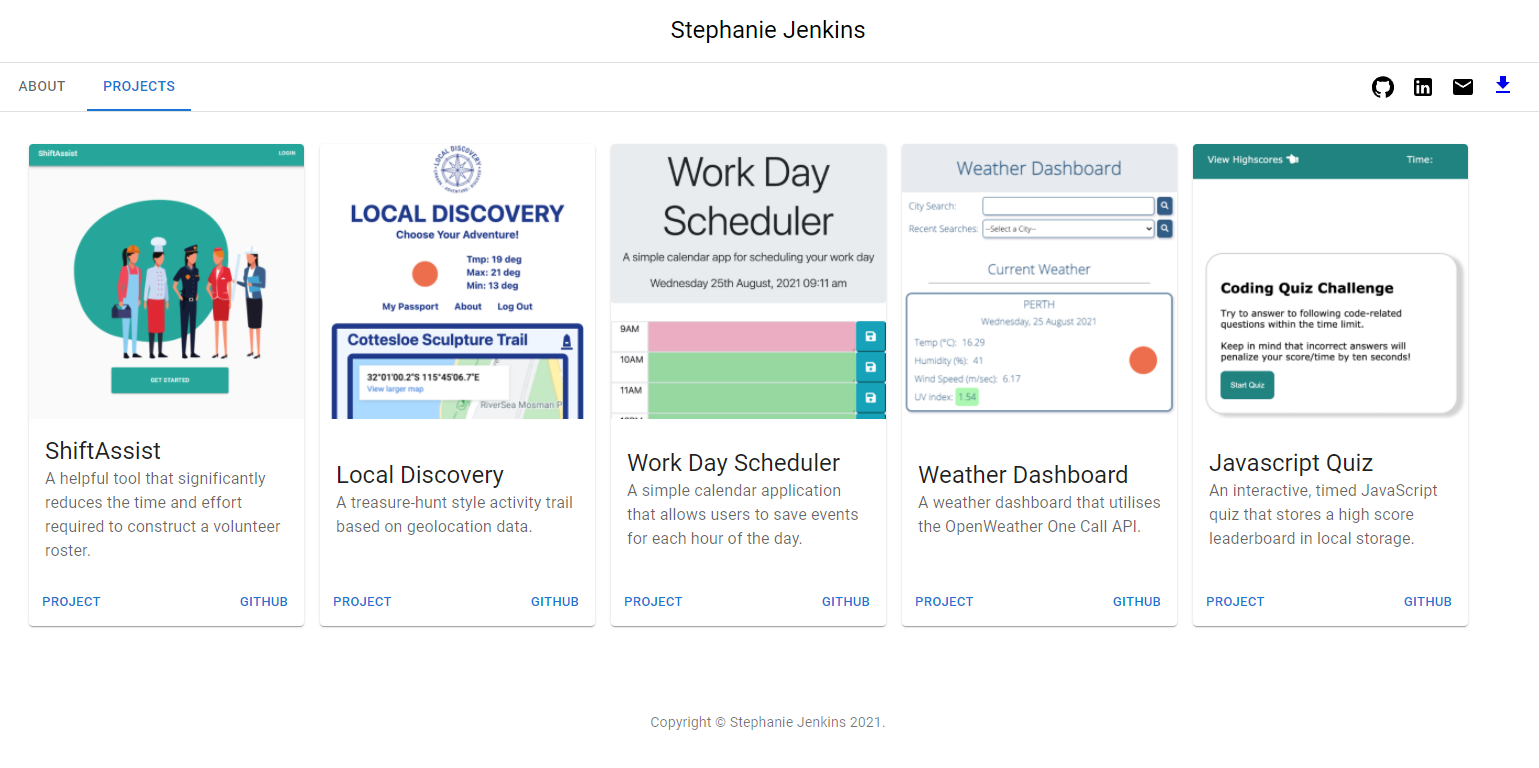 Stephanie Jenkins
ABOUT
PROJECTS
ShiftAssist
LOGIN
GET STARTED
ShiftAssist
A helpful tool that significantly
reduces the time and effort
required to construct a volunteer
roster.
PROJECT
GITHUB
LOCAL DISCOVERY
LOCAL DISCOVERY
Choose Your Adventure!
Tmp: 19 deg
Max: 21 deg
Min: 13 deg
My Passport
About
Log Out
Cottesloe Sculpture Trail
32°01'00.2"S 115°45'06.7"E
View larger map
RiverSea Mosman P
Local Discovery
A treasure-hunt style activity trail
based on geolocation data.
PROJECT
GITHUB
Work Day
Scheduler
A simple calendar app for scheduling your work day
Wednesday 25th August, 2021 09:11 am
9AM
10AM
11AM
Work Day Scheduler
A simple calendar application
that allows users to save events
for each hour of the day.
PROJECT
GITHUB
Weather Dashboard
City Search:
Recent Searches:
--Select a City--
Current Weather
PERTH
Wednesday, 25 August 2021
Temp (°C): 16.29
Humidity (%): 41
Wind Speed (m/sec): 6.17
UV index: 1.54
Weather Dashboard
A weather dashboard that utilises
the OpenWeather One Call API.
PROJECT
GITHUB
View Highscores
Time:
Coding Quiz Challenge
Try to answer to following code-related
questions within the time limit.
Keep in mind that incorrect answers will
penalize your score/time by ten seconds!
Start Quiz
Javascript Quiz
An interactive, timed JavaScript
quiz that stores a high score
leaderboard in local storage.
PROJECT
GITHUB
Copyright © Stephanie Jenkins 2021.